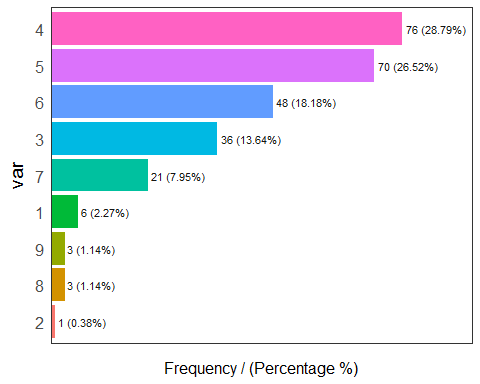 4 76 (28.79%)
5 70 (26.52%)
6 48 (18.18%)
3 36 (13.64%)
7 21 (7.95%)
1 6 (2.27%)
9 3 (1.14%)
8 3 (1.14%)
2 1 (0.38%)
var
Frequency / (Percentage %)